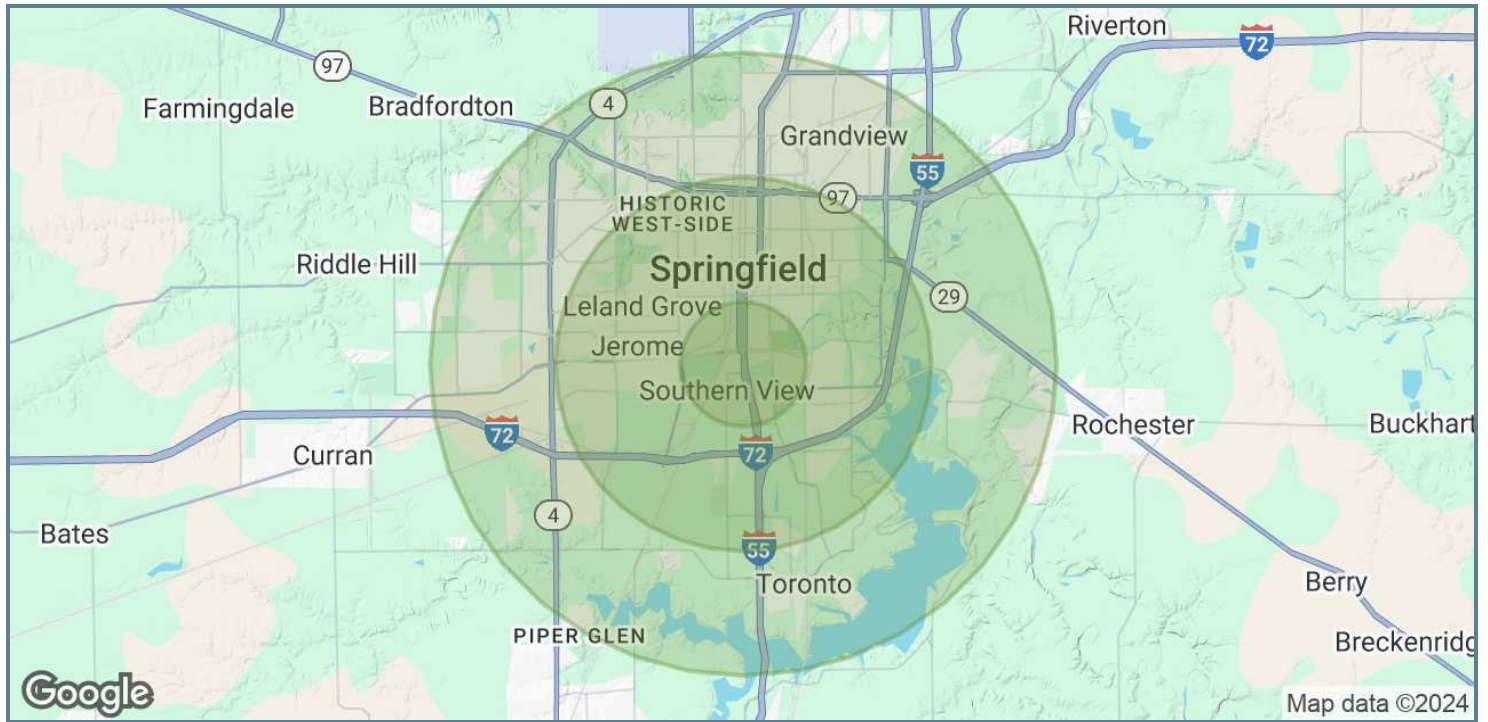 Riverton
72
97
Farmingdale
Bradfordton
4
Grandview
55
97
HISTORIC
WEST-SIDE
Riddle Hill
Springfield
29
Leland Grove
Jerome
Southern View
Rochester
Buckhart
72
Curran
72
4
Bates
55
Toronto
Berry
PIPER GLEN
Breckenridg
Google
Map data ©2024